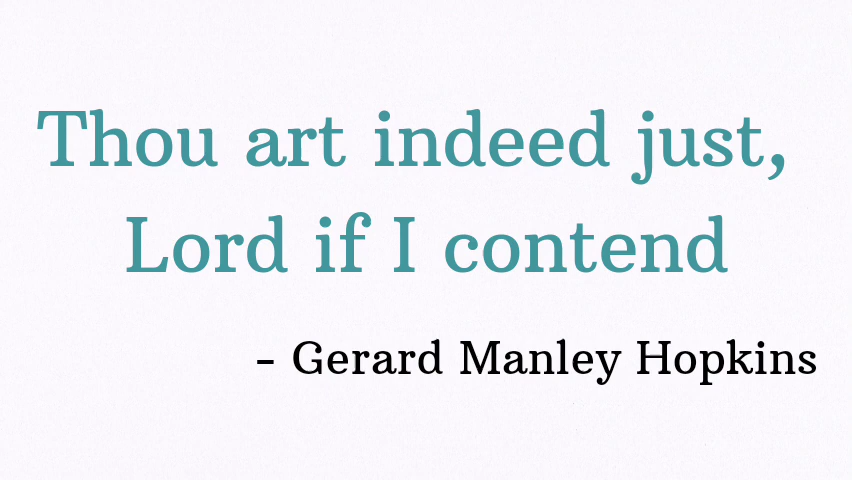 Thou art indeed just,
Lord if I contend
- Gerard Manley Hopkins